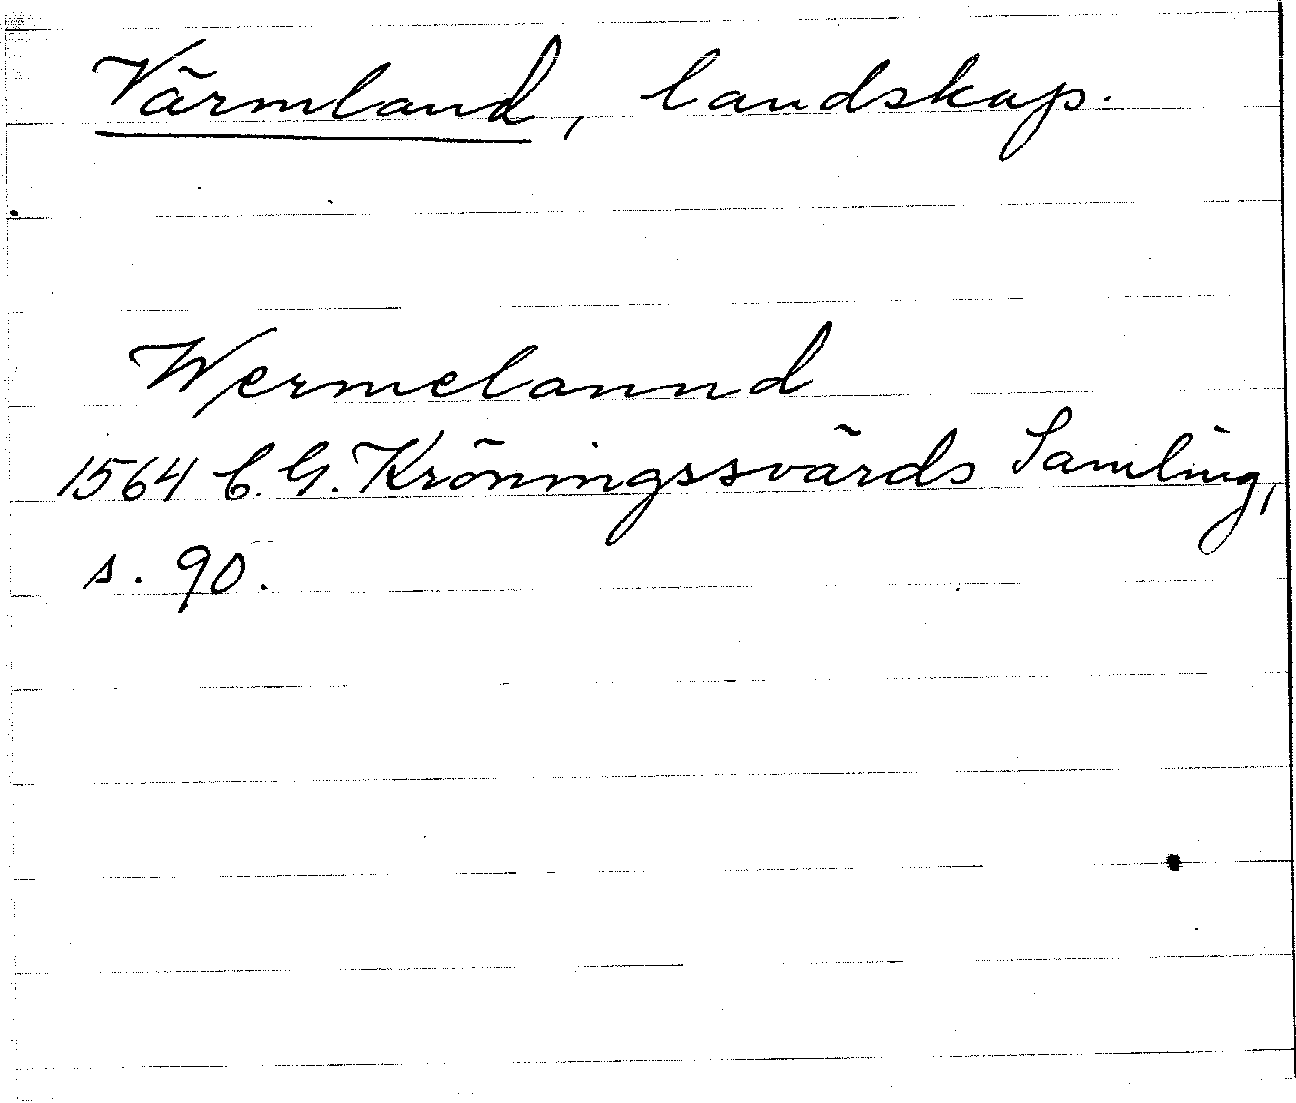 Värmland, landskap.
Wermelannd
1564 C. G. Kröningssvärds Samling,
s. 90.